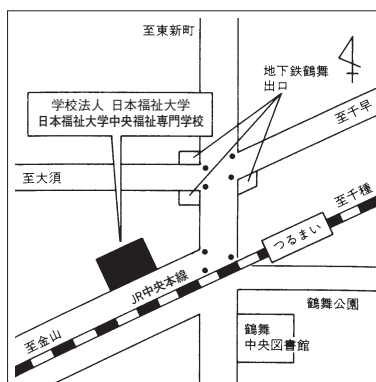 至東新町
地下鉄鶴舞
出口
学校法人 日本福祉大学
日本福祉大学中央福祉専門学校
至千早
至大須
至千種
つるまい
JR中央本線
鶴舞公園
至金山
鶴舞
中央図書館